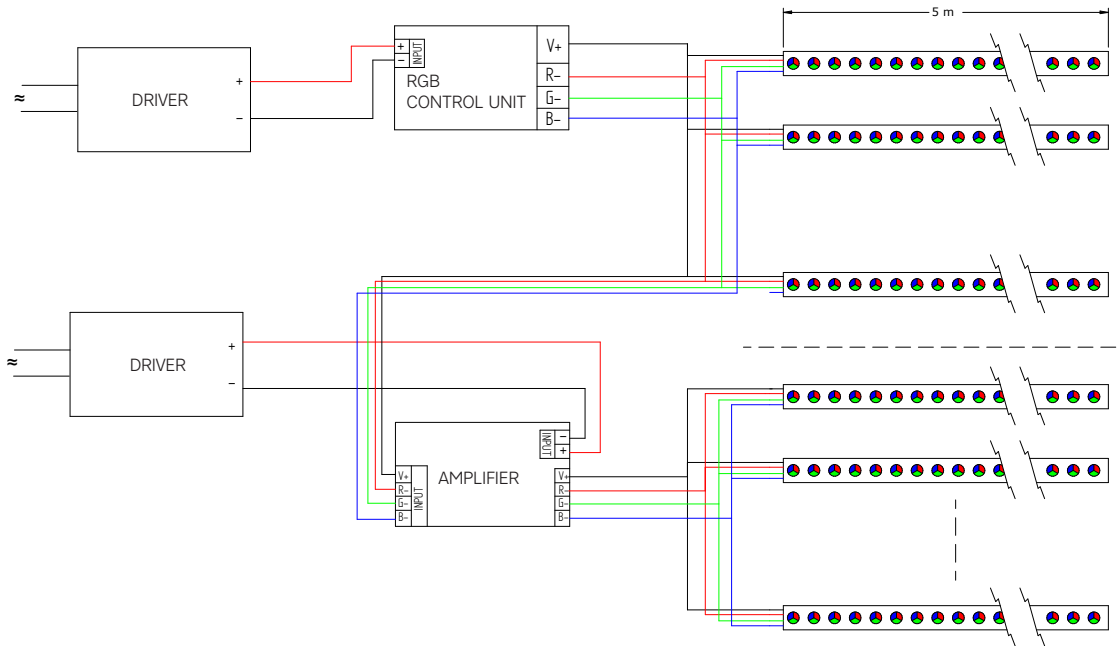 5 m
DRIVER
+
−
≈
+
−
INPUT
RGB
CONTROL UNIT
V+
R−
G−
B−
DRIVER
+
−
≈
AMPLIFIER
INPUT
−
+
V+
R−
G−
B−
INPUT
V+
R−
G−
B−